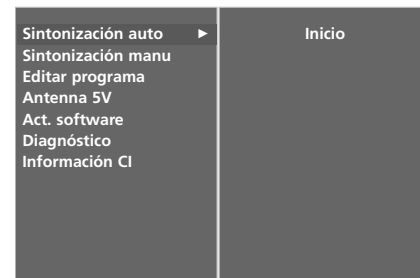 Sintonización auto ►
Inicio
Sintonización manu
Editar programa
Antenna 5V
Act. software
Diagnóstico
Información CI